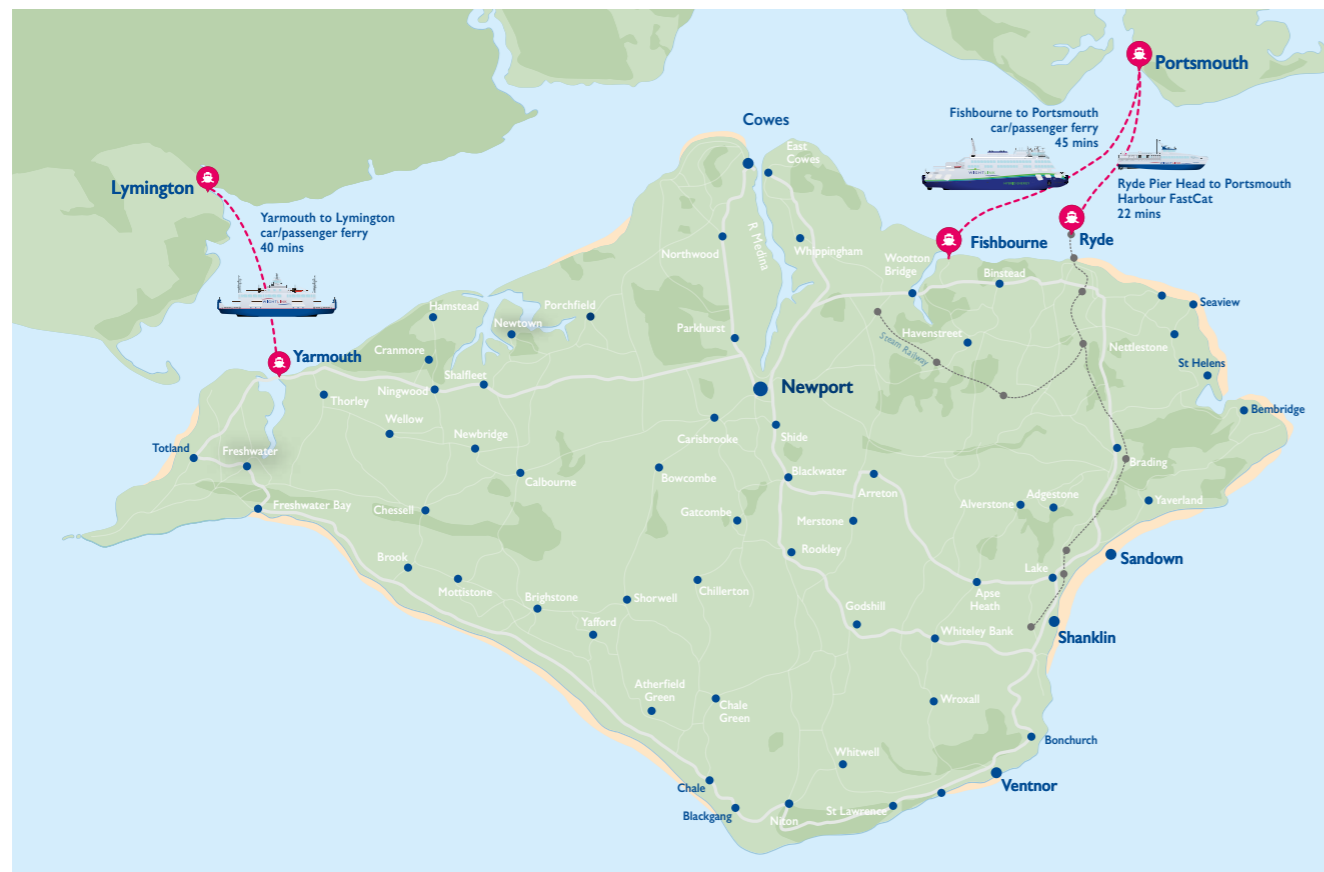 Portsmouth
Fishbourne to Portsmouth
car/passenger ferry
45 mins
Cowes
East
Cowes
Lymington
Ryde Pier Head to Portsmouth
Harbour FastCat
22 mins
Yarmouth to Lymington
car/passenger ferry
40 mins
R Medina
Northwood
Whippingham
Wootton
Bridge
Fishbourne
Ryde
Binstead
WIGHTLINK
WIGHTLINK
Hamstead
Porchfield
Newtown
Seaview
Parkhurst
Havenstreet
Steam Railway
Nettlestone
Cranmore
Yarmouth
St Helens
Shalfleet
Ningwood
Newport
Thorley
Bembridge
Wellow
Newbridge
Carisbrooke
Shide
Totland
Freshwater
Brading
Calbourne
Bowcombe
Blackwater
Arreton
Freshwater Bay
Chessell
Gatcombe
Merstone
Alverstone
Adgestone
Yaverland
Rookley
Sandown
Brook
Mottistone
Chillerton
Lake
Apse
Heath
Brighstone
Shorwell
Godshill
Yafford
Whiteley Bank
Shanklin
Atherfield
Green
Chale
Green
Wroxall
Bonchurch
Whitwell
Chale
Ventnor
Blackgang
Niton
St Lawrence